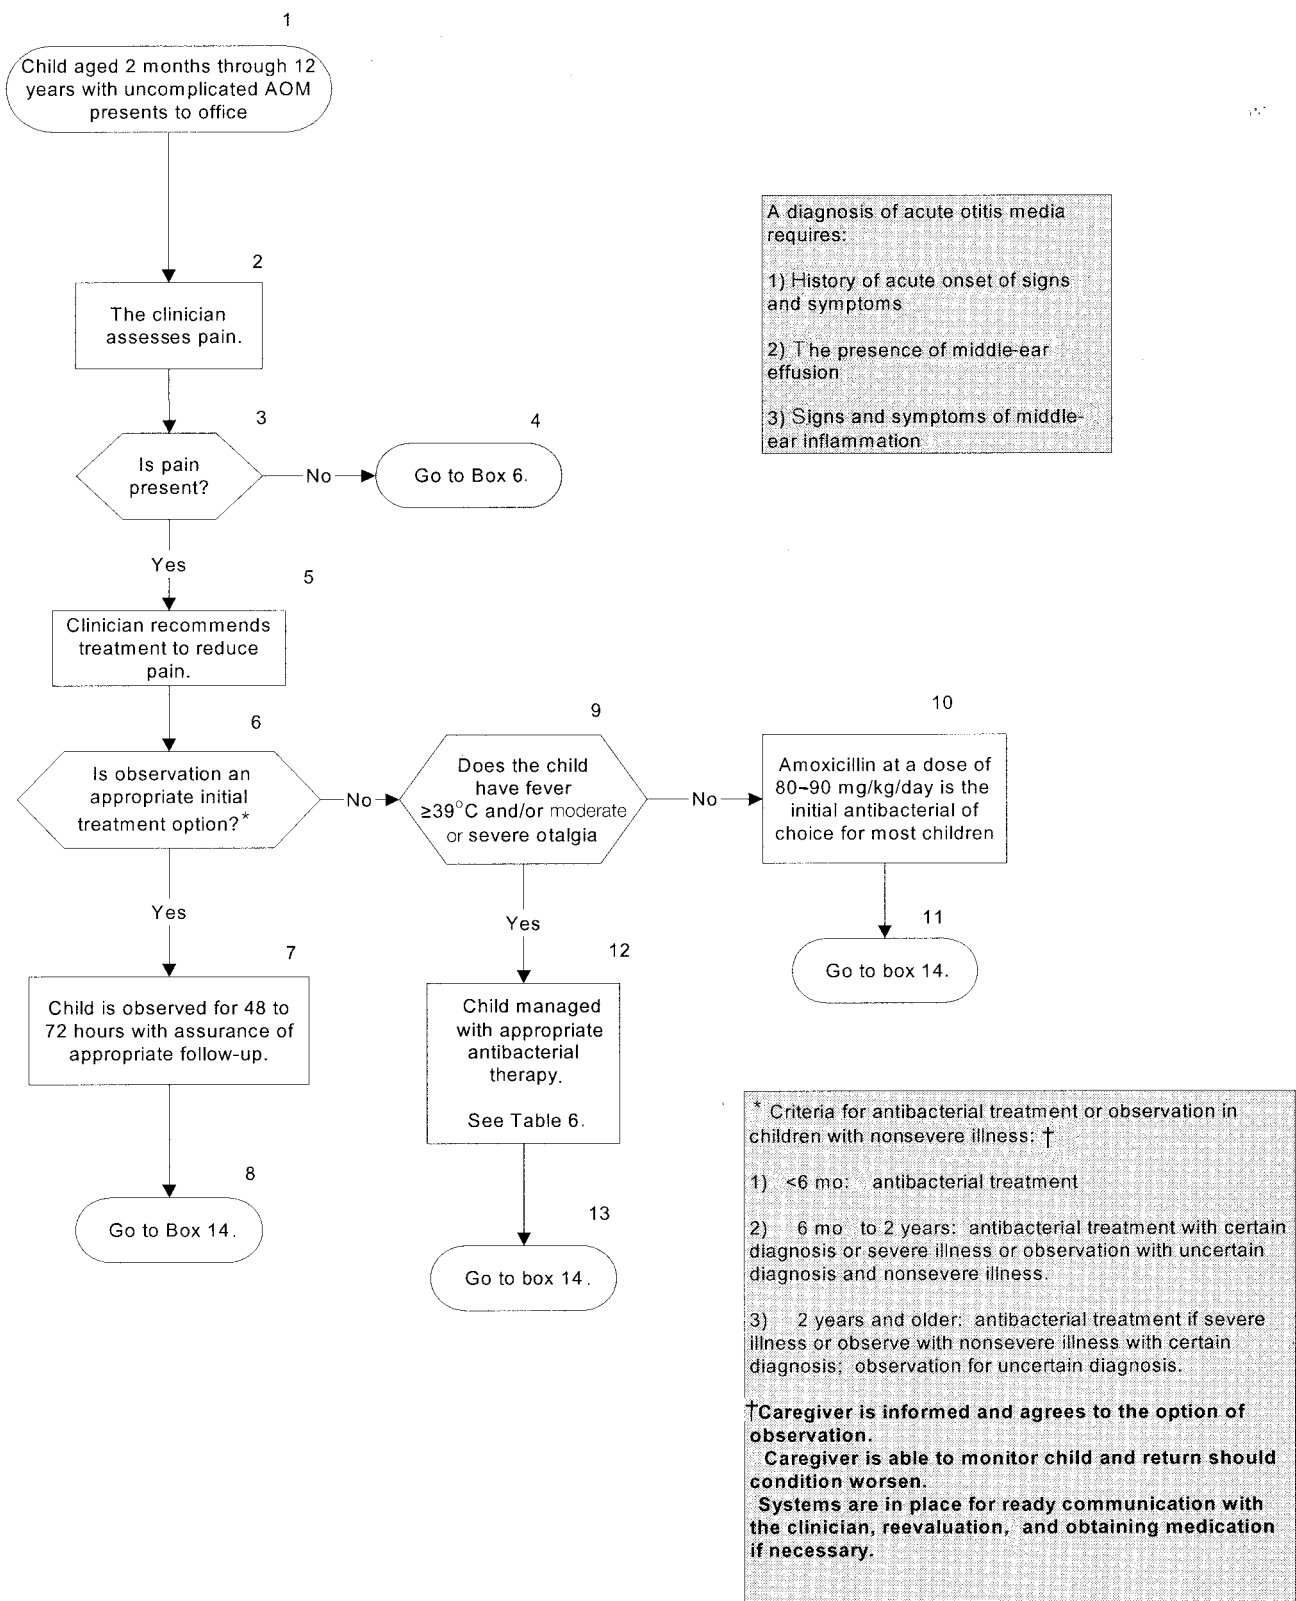 1
Child aged 2 months through 12
years with uncomplicated AOM
presents to office
2
The clinician
assesses pain.
3
Is pain
present?
No
4
Go to Box 6.
Yes
5
Clinician recommends
treatment to reduce
pain.
6
Is observation an
appropriate initial
treatment option?*
No
9
Does the child
have fever
≥39°C and/or moderate
or severe otalgia
No
10
Amoxicillin at a dose of
80–90 mg/kg/day is the
initial antibacterial of
choice for most children
11
Go to box 14.
Yes
7
Child is observed for 48 to
72 hours with assurance of
appropriate follow-up.
8
Go to Box 14.
Yes
12
Child managed
with appropriate
antibacterial
therapy.
See Table 6.
13
Go to box 14.
A diagnosis of acute otitis media
requires:
1) History of acute onset of signs
and symptoms
2) The presence of middle-ear
effusion
3) Signs and symptoms of middle-
ear inflammation
* Criteria for antibacterial treatment or observation in
children with nonsevere illness: †
1) <6 mo: antibacterial treatment
2) 6 mo to 2 years: antibacterial treatment with certain
diagnosis or severe illness or observation with uncertain
diagnosis and nonsevere illness.
3) 2 years and older: antibacterial treatment if severe
illness or observe with nonsevere illness with certain
diagnosis; observation for uncertain diagnosis.
†Caregiver is informed and agrees to the option of
observation.
Caregiver is able to monitor child and return should
condition worsen.
Systems are in place for ready communication with
the clinician, reevaluation, and obtaining medication
if necessary.